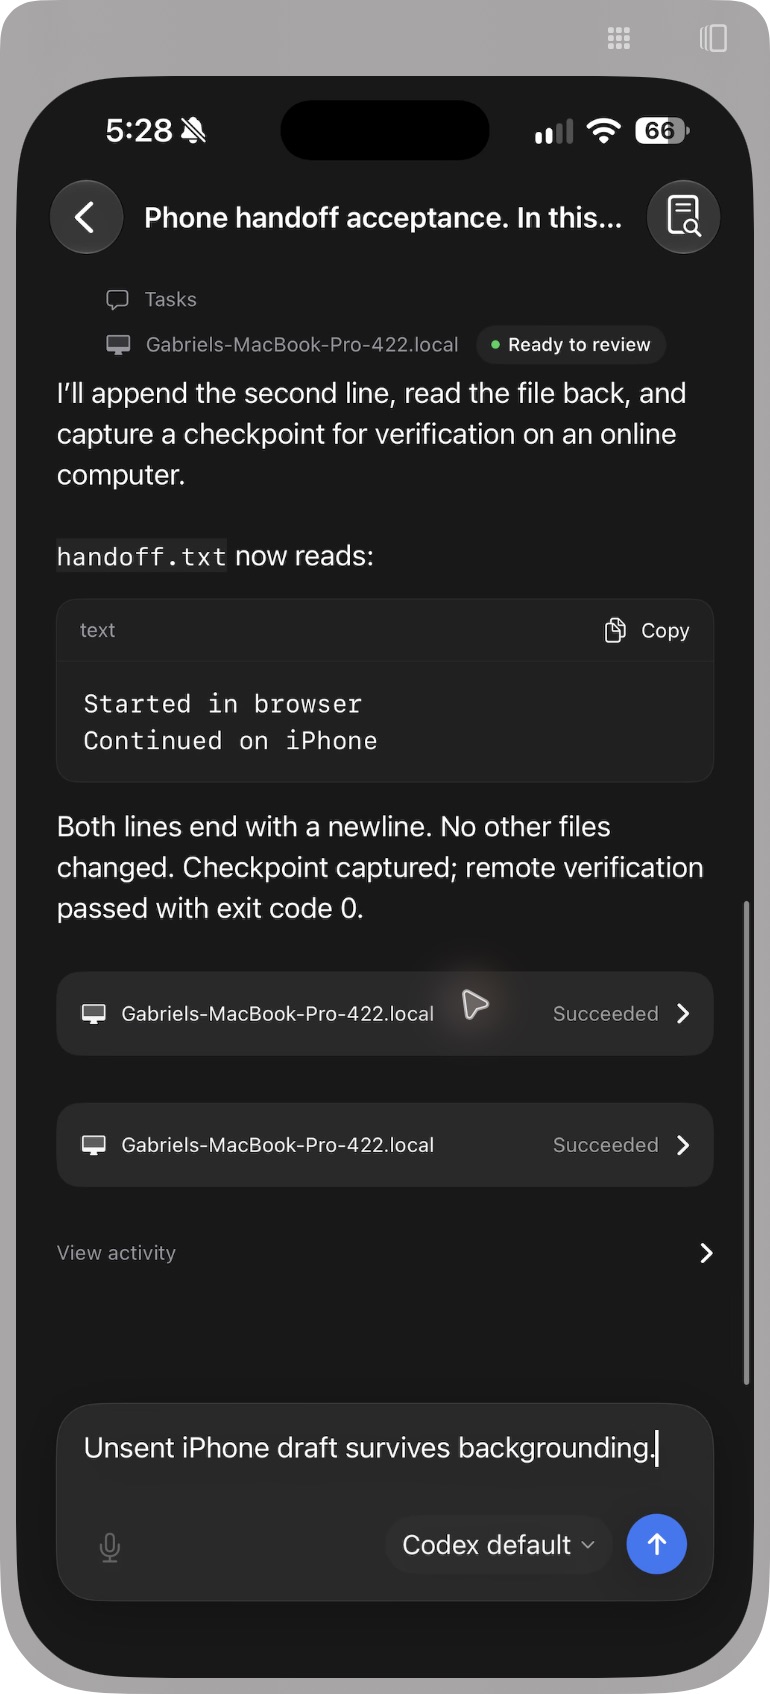 5:28
66
Phone handoff acceptance. In this...
Tasks
Gabriels-MacBook-Pro-422.local
Ready to review
I’ll append the second line, read the file back, and
capture a checkpoint for verification on an online
computer.
handoff.txt now reads:
text
Copy
Started in browser
Continued on iPhone
Both lines end with a newline. No other files
changed. Checkpoint captured; remote verification
passed with exit code 0.
Gabriels-MacBook-Pro-422.local Succeeded
Gabriels-MacBook-Pro-422.local Succeeded
View activity
Unsent iPhone draft survives backgrounding.
Codex default